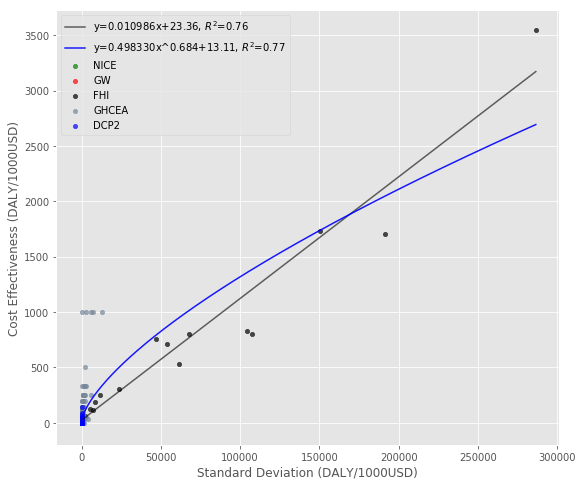 y=0.010986x+23.36, R²=0.76
y=0.498330x^0.684+13.11, R²=0.77
NICE
GW
FHI
GHCEA
DCP2
3500
3000
2500
2000
1500
1000
500
0
Cost Effectiveness (DALY/1000USD)
0 50000 100000 150000 200000 250000 300000
Standard Deviation (DALY/1000USD)